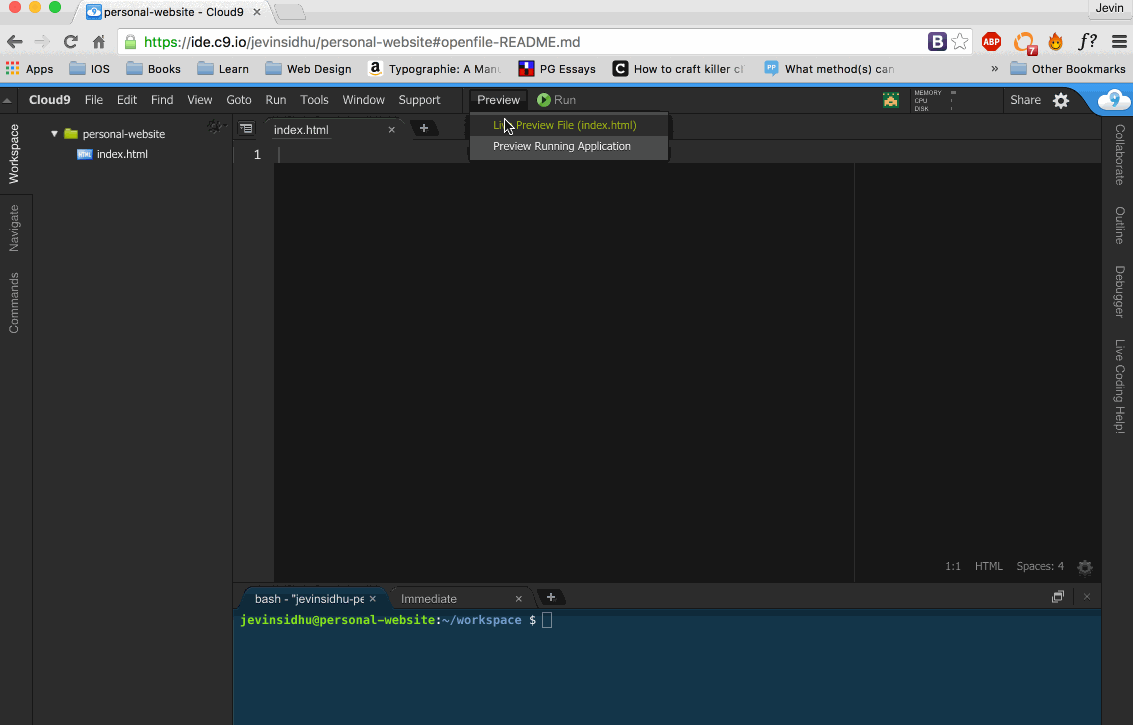 personal-website - Cloud9
Jevin
https://ide.c9.io/jevinsidhu/personal-website#openfile-README.md
B ABP 7 f?
Apps IOS Books Learn Web Design Typographie: A Manu PG Essays How to craft killer cl What method(s) can » Other Bookmarks
Cloud9 File Edit Find View Goto Run Tools Window Support Preview Run MEMORY CPU DISK Share 9
Live Preview File (index.html)
Preview Running Application
Workspace
Navigate
Commands
personal-website
index.html
index.html
1
Collaborate
Outline
Debugger
Live Coding Help!
1:1 HTML Spaces: 4
bash - "jevinsidhu-pe Immediate
jevinsidhu@personal-website:~/workspace $